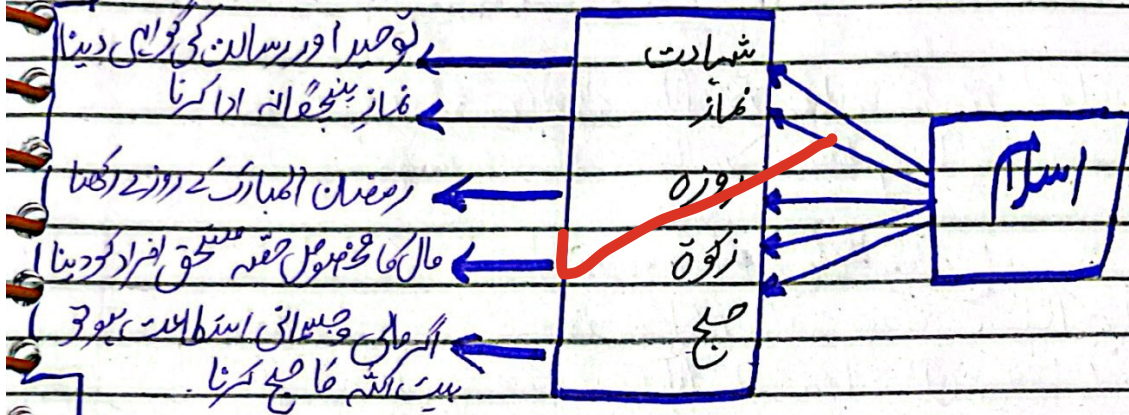 اسلام
شہادت
توحید اور رسالت کی گواہی دینا
نماز
نمازِ پنجگانہ ادا کرنا
روزہ
رمضان المبارک کے روزے رکھنا
زکوٰۃ
مال کا مخصوص حصہ مستحق افراد کو دینا
حج
اگر مالی و جسمانی استطاعت ہو تو
بیت اللہ کا حج کرنا۔